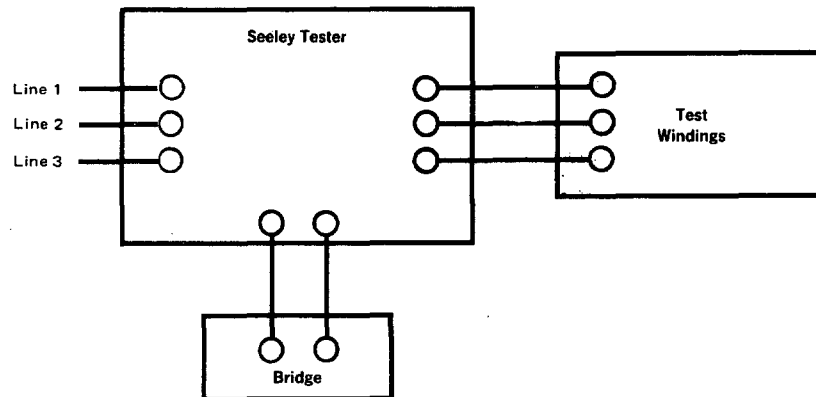 Seeley Tester
Line 1
Line 2
Line 3
Test
Windings
Bridge